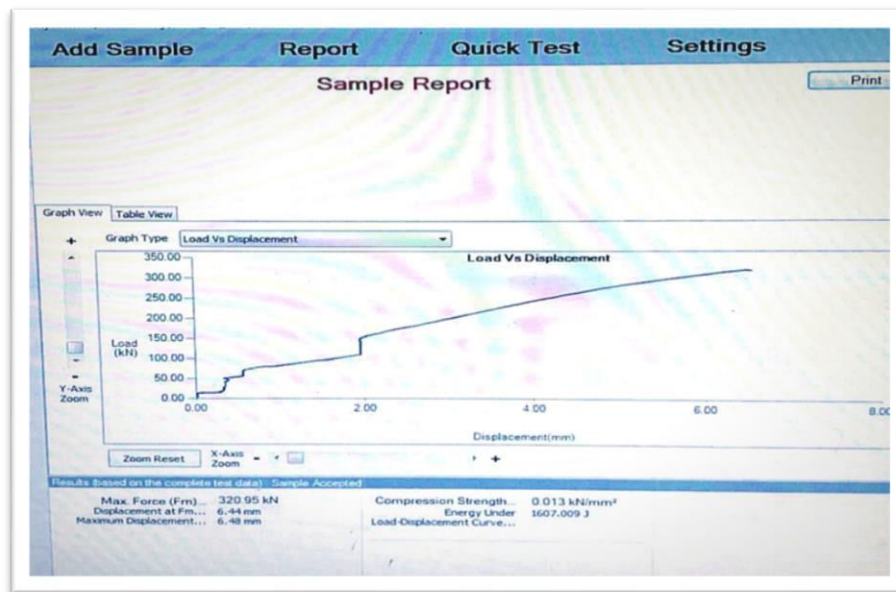 Add Sample Report Quick Test Settings
Sample Report
Print
Graph View Table View
Graph Type Load Vs Displacement
Load Vs Displacement
350.00
300.00
250.00
200.00
150.00
100.00
50.00
0.00
Load
(kN)
+
-
Y-Axis
Zoom
0.00 2.00 4.00 6.00 8.00
Displacement(mm)
Zoom Reset X-Axis Zoom - +
Results (based on the complete test data) : Sample Accepted
Max. Force (Fm)... 320.95 kN
Displacement at Fm... 6.44 mm
Maximum Displacement... 6.48 mm
Compression Strength... 0.013 kN/mm²
Energy Under 1607.009 J
Load-Displacement Curve...